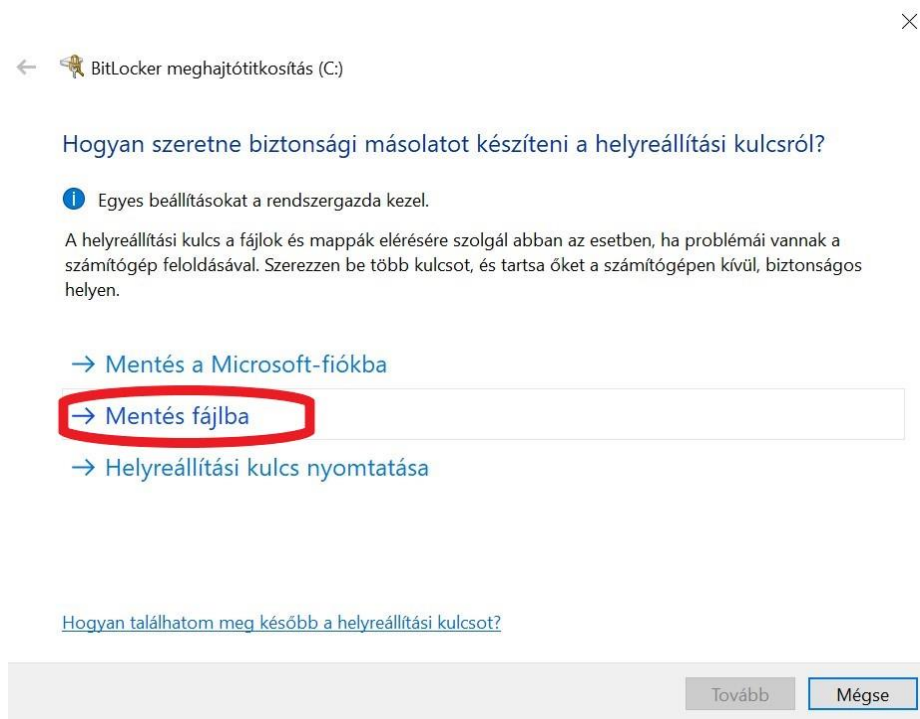 BitLocker meghajtótitkosítás (C:)
Hogyan szeretne biztonsági másolatot készíteni a helyreállítási kulcsról?
Egyes beállításokat a rendszergazda kezel.
A helyreállítási kulcs a fájlok és mappák elérésére szolgál abban az esetben, ha problémái vannak a
számítógép feloldásával. Szerezzen be több kulcsot, és tartsa őket a számítógépen kívül, biztonságos
helyen.
→ Mentés a Microsoft-fiókba
→ Mentés fájlba
→ Helyreállítási kulcs nyomtatása
Hogyan találhatom meg később a helyreállítási kulcsot?
Tovább Mégse